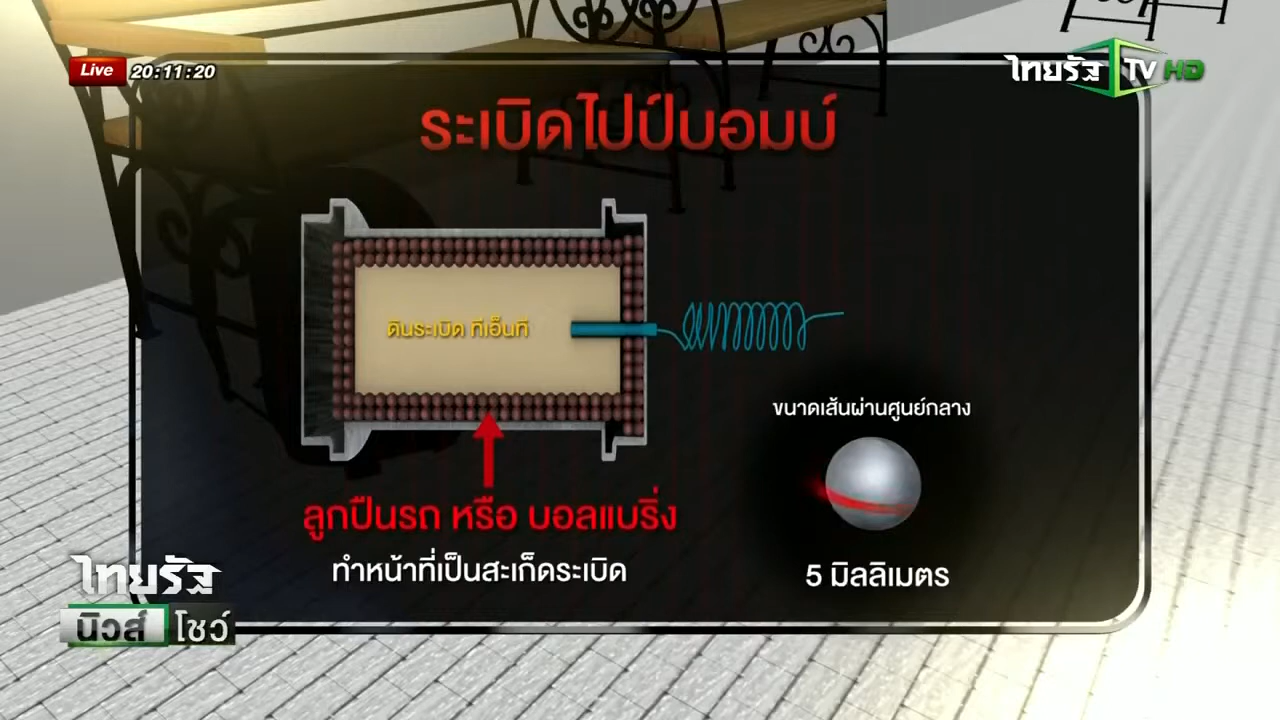 Live 20:11:20
ไทยรัฐ TV HD
ระเบิดไปป์บอมบ์
ดินระเบิด ทีเอ็นที
ขนาดเส้นผ่านศูนย์กลาง
ลูกปืนรถ หรือ บอลแบริ่ง
ทำหน้าที่เป็นสะเก็ดระเบิด
5 มิลลิเมตร
ไทยรัฐ
นิวส์ โชว์